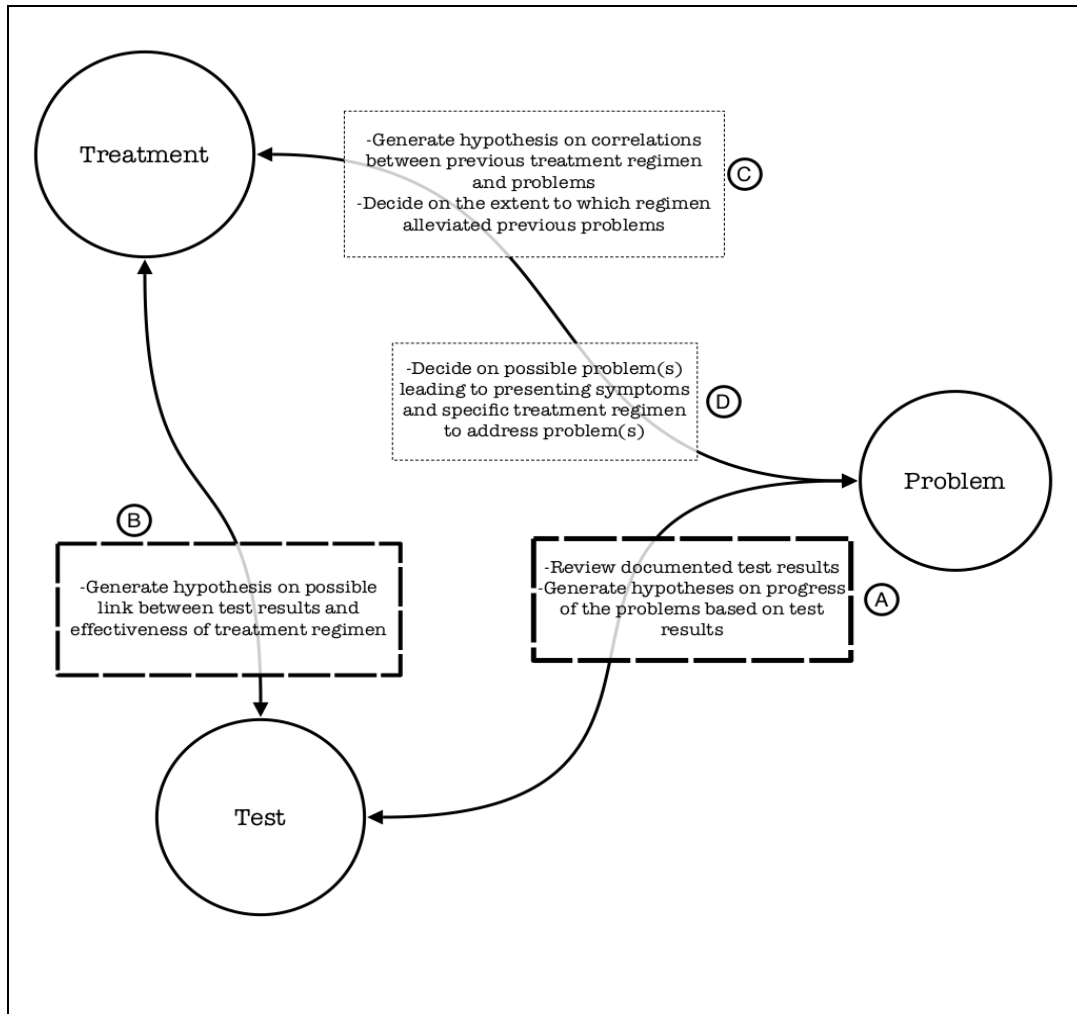 Treatment
-Generate hypothesis on correlations
between previous treatment regimen
and problems
-Decide on the extent to which regimen
alleviated previous problems
C
-Decide on possible problem(s)
leading to presenting symptoms
and specific treatment regimen
to address problem(s)
D
Problem
B
-Generate hypothesis on possible
link between test results and
effectiveness of treatment regimen
-Review documented test results
-Generate hypotheses on progress
of the problems based on test
results
A
Test